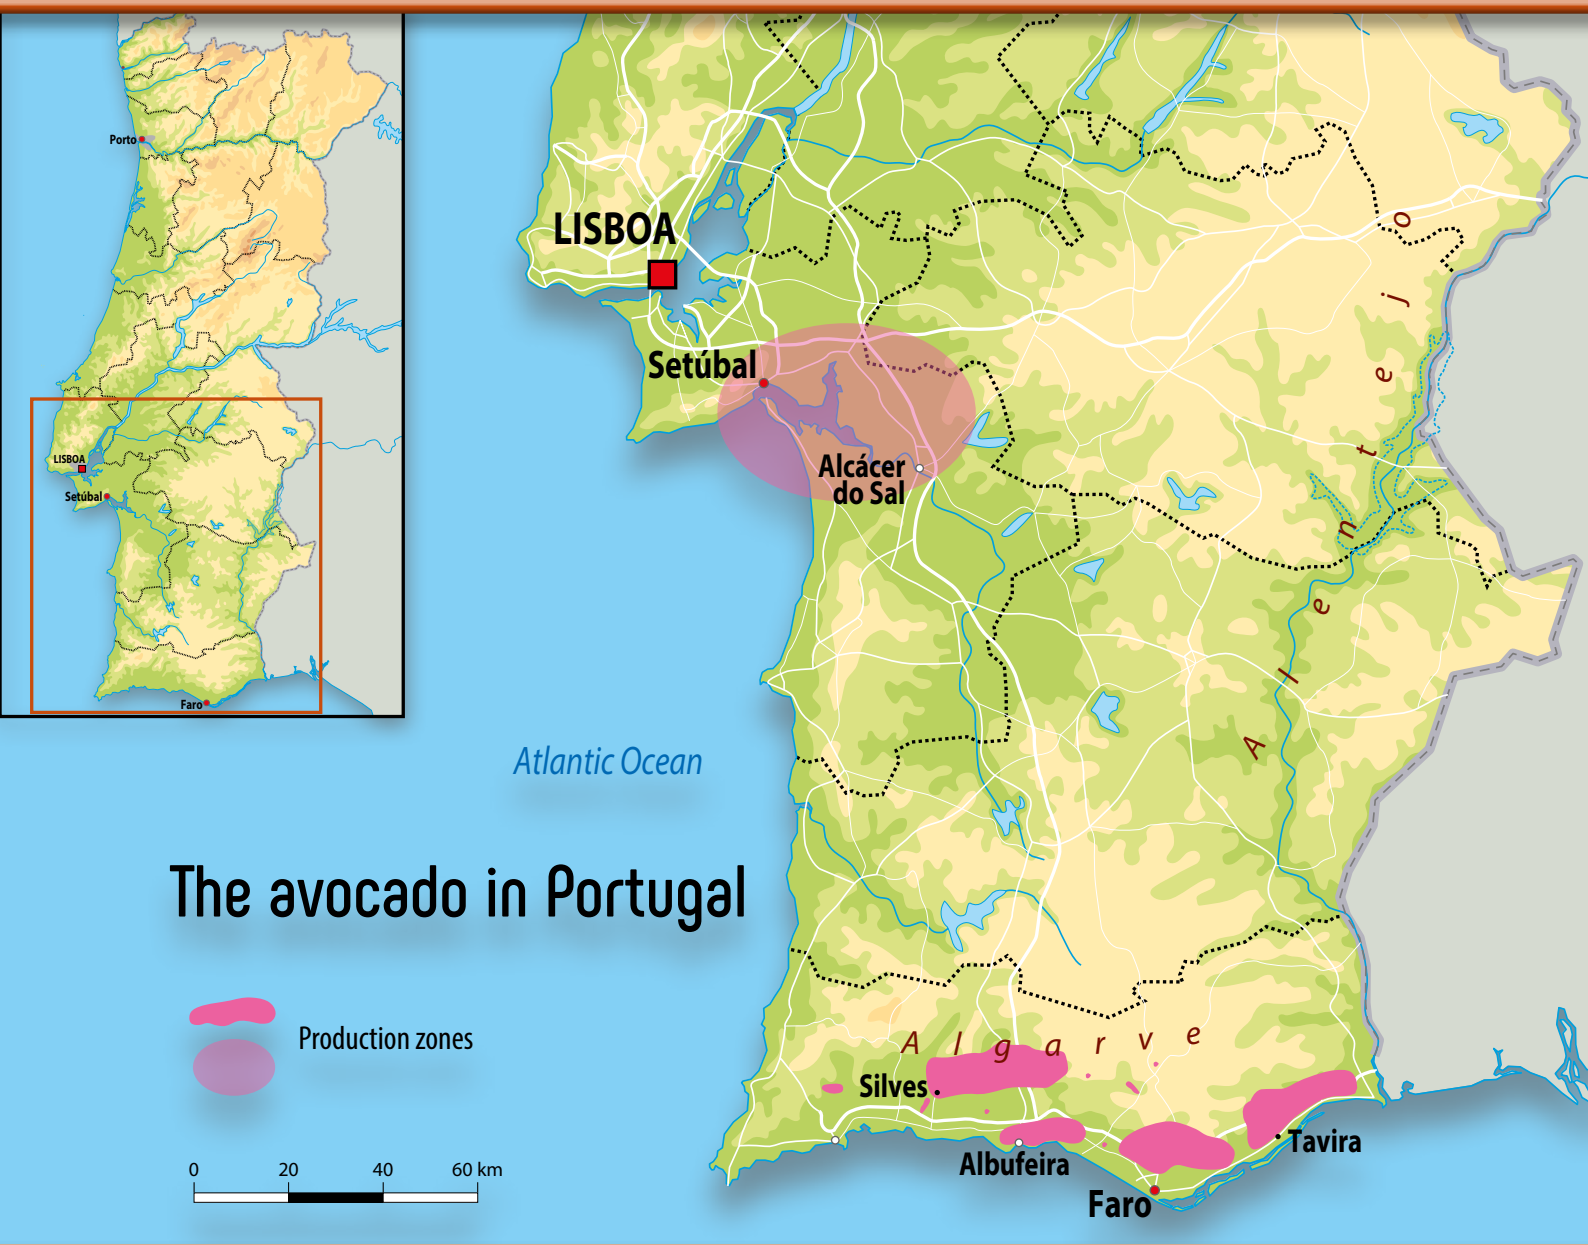 Porto
LISBOA
Setúbal
Faro
LISBOA
Setúbal
Alcácer
do Sal
Alentejo
Atlantic Ocean
The avocado in Portugal
Production zones
0 20 40 60 km
Algarve
Silves
Albufeira
Tavira
Faro